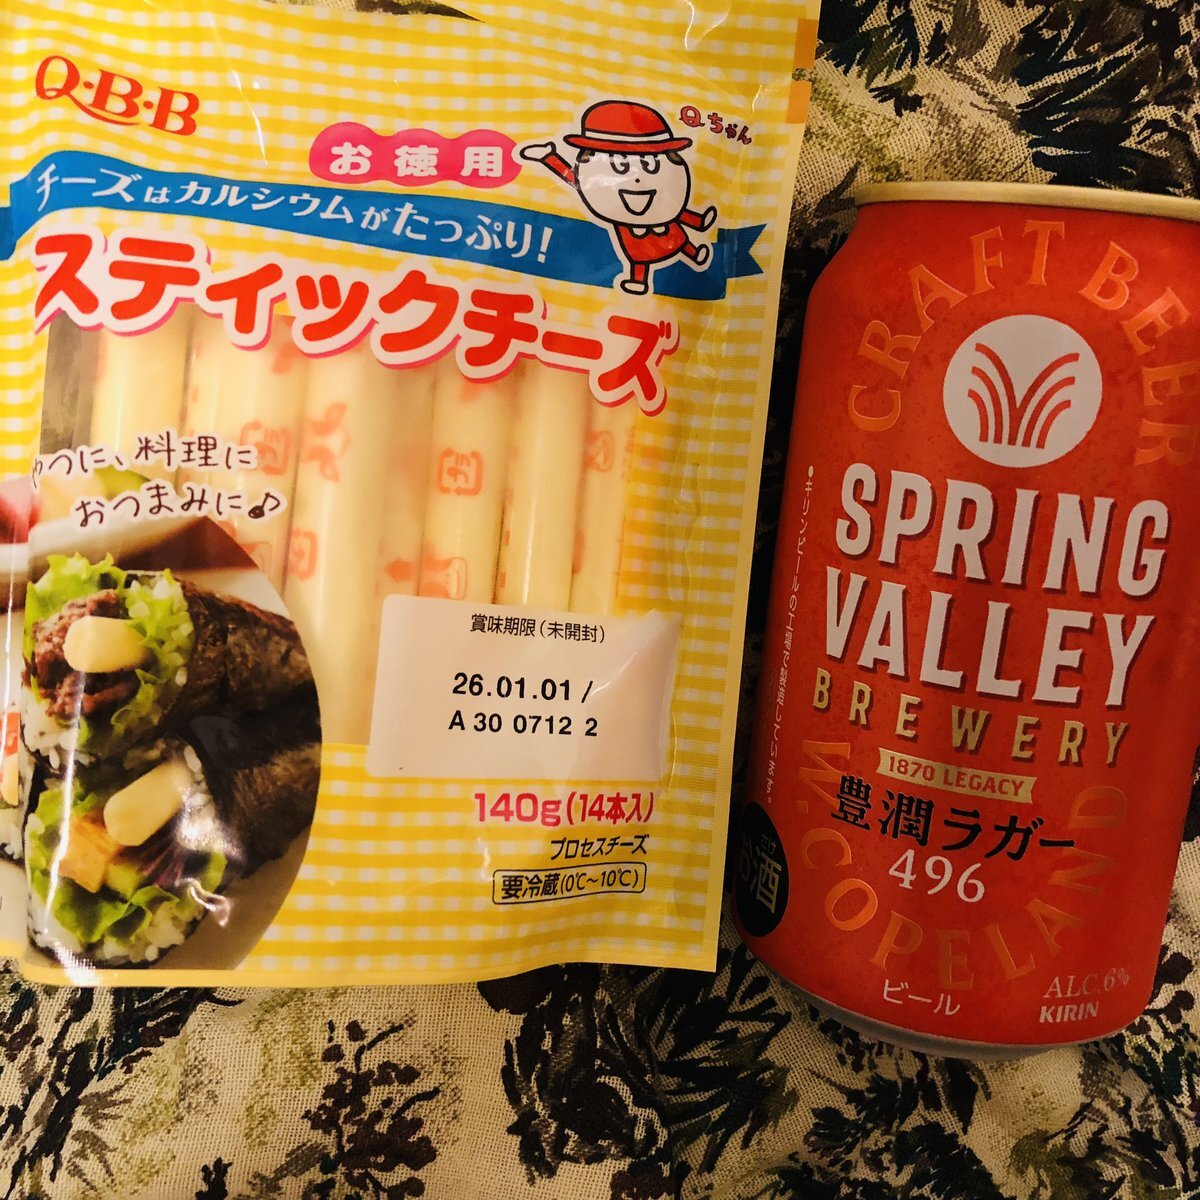 Q・B・B
お徳用
Qちゃん
チーズはカルシウムがたっぷり!
スティックチーズ
やつに、料理に
おつまみに♪
賞味期限(未開封)
26.01.01/
A 30 0712 2
140g(14本入)
プロセスチーズ
要冷蔵(0℃~10℃)
CRAFT BEER
SPRING
VALLEY
BREWERY
1870 LEGACY
豊潤ラガー
496
W.COPELAND
お酒
さけ
ビール
ALC.6%
KIRIN